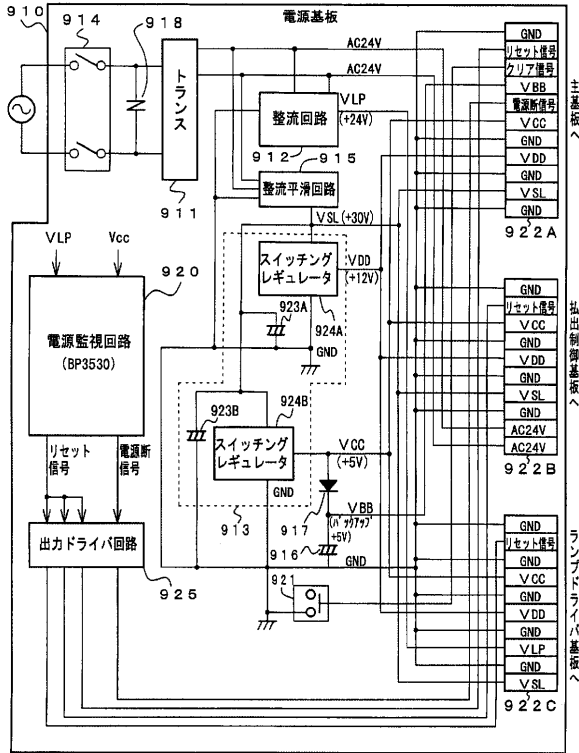 910
電源基板
914
918
トランス
911
AC24V
AC24V
整流回路
912
VLP
(+24V)
915
整流平滑回路
VSL(+30V)
スイッチング
レギュレータ
VDD
(+12V)
923A
924A
GND
923B
924B
スイッチング
レギュレータ
VCC
(+5V)
GND
913
917
VBB
(バックアップ
+5V)
916
GND
921
VLP
Vcc
920
電源監視回路
(BP3530)
リセット
信号
電源断
信号
出力ドライバ回路
925
GND
リセット信号
クリア信号
VBB
電源断信号
VCC
GND
VDD
GND
VSL
GND
922A
主基板へ
GND
リセット信号
VCC
GND
VDD
GND
VSL
GND
AC24V
AC24V
922B
払出制御基板へ
GND
リセット信号
GND
VCC
GND
VDD
GND
VLP
GND
VSL
922C
ランプドライバ基板へ